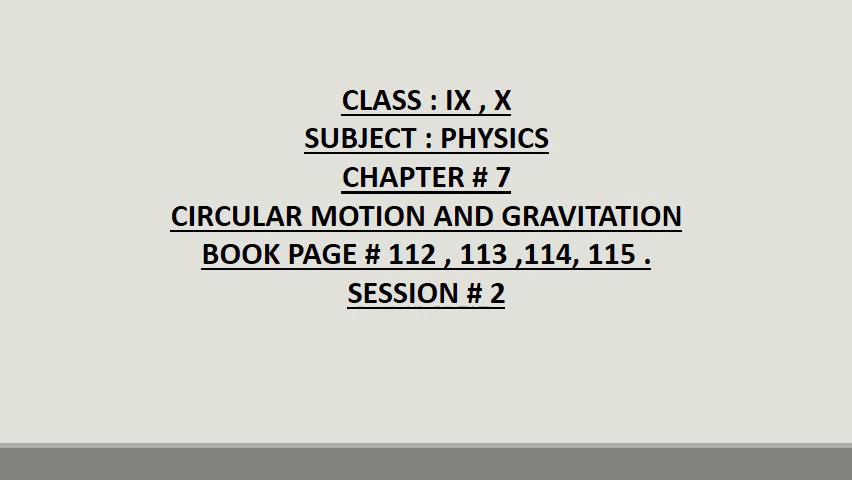 CLASS : IX , X
SUBJECT : PHYSICS
CHAPTER # 7
CIRCULAR MOTION AND GRAVITATION
BOOK PAGE # 112 , 113 ,114, 115 .
SESSION # 2